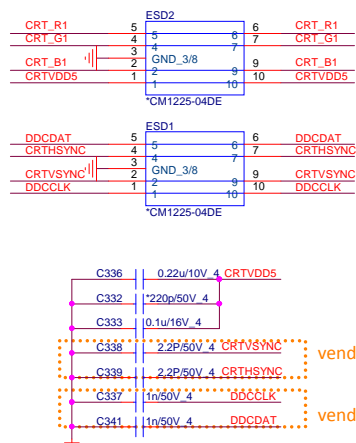 ESD2
CRT_R1 5 5 6 6 CRT_R1
CRT_G1 4 4 7 7 CRT_G1
3 GND_3/8
CRT_B1 2 2 9 9 CRT_B1
CRTVDD5 1 1 10 10 CRTVDD5
*CM1225-04DE
ESD1
DDCDAT 5 5 6 6 DDCDAT
CRTHSYNC 4 4 7 7 CRTHSYNC
3 GND_3/8
CRTVSYNC 2 2 9 9 CRTVSYNC
DDCCLK 1 1 10 10 DDCCLK
*CM1225-04DE
C336 0.22u/10V_4 CRTVDD5
C332 *220p/50V_4
C333 0.1u/16V_4
C338 2.2P/50V_4 CRTVSYNC vend
C339 2.2P/50V_4 CRTHSYNC
C337 1n/50V_4 DDCCLK
vend
C341 1n/50V_4 DDCDAT